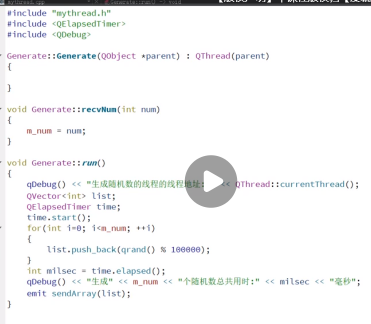 #include "mythread.h"
#include <QElapsedTimer>
#include <QDebug>
Generate::Generate(QObject *parent) : QThread(parent)
{
}
void Generate::recvNum(int num)
{
m_num = num;
}
void Generate::run()
{
qDebug() << "生成随机数的线程的线程地址: << QThread::currentThread();
QVector<int> list;
QElapsedTimer time;
time.start();
for(int i=0; i<m_num; ++i)
{
list.push_back(qrand() % 100000);
}
int milsec = time.elapsed();
qDebug() << "生成" << m_num << "个随机数总共用时:" << milsec << "毫秒";
emit sendArray(list);
}